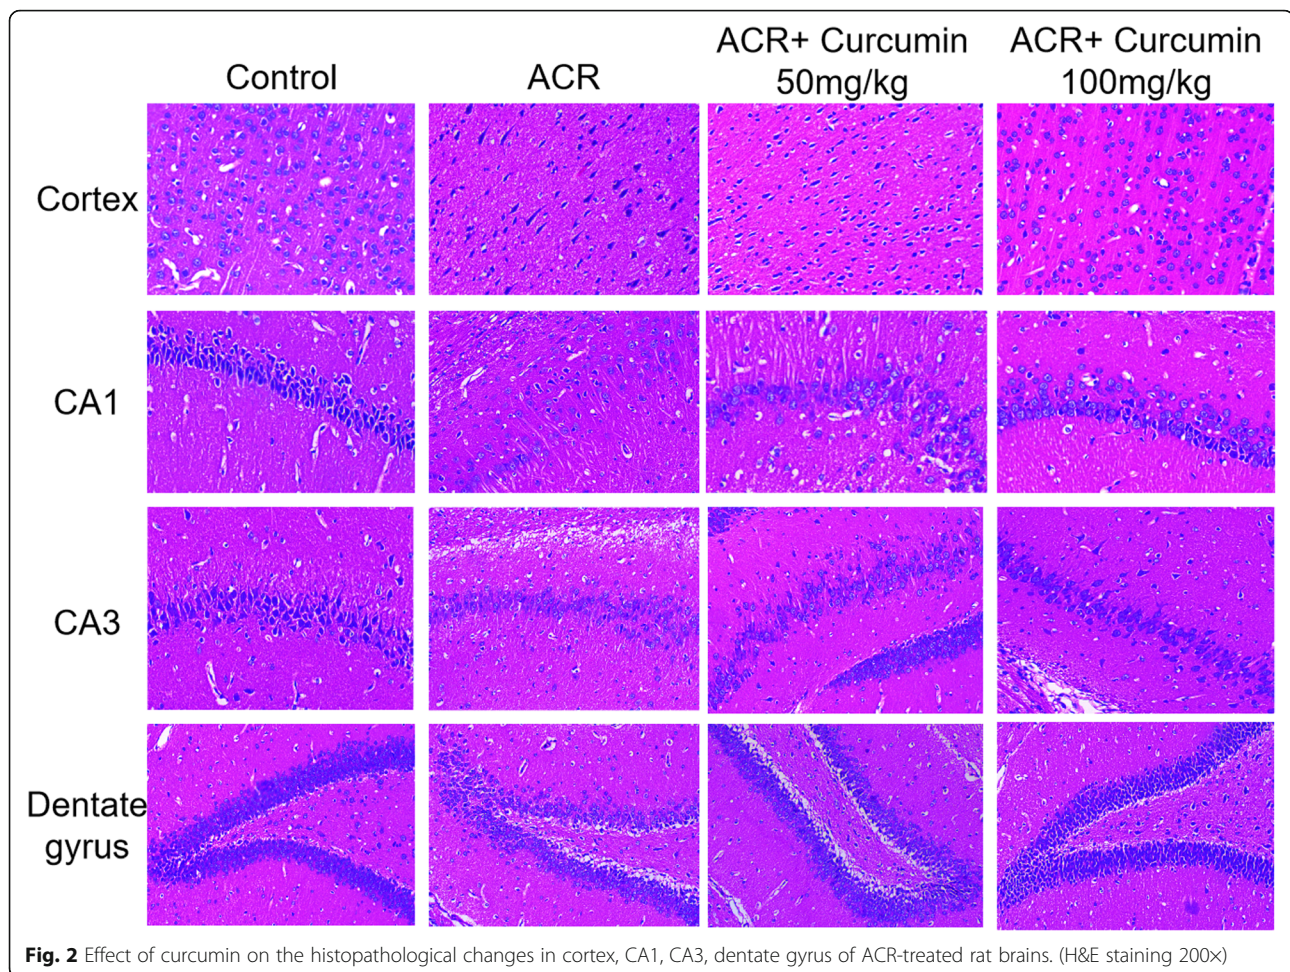 Control
ACR
ACR+ Curcumin
50mg/kg
ACR+ Curcumin
100mg/kg
Cortex
CA1
CA3
Dentate
gyrus
Fig. 2 Effect of curcumin on the histopathological changes in cortex, CA1, CA3, dentate gyrus of ACR-treated rat brains. (H&E staining 200×)